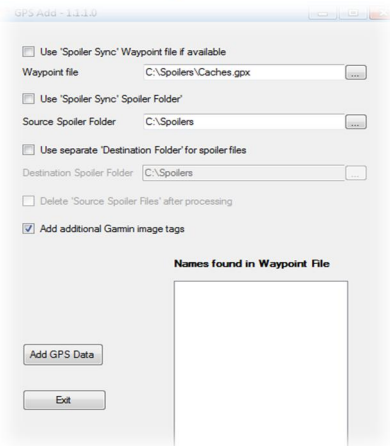 GPS Add - 1.1.1.0
Use 'Spoiler Sync' Waypoint file if available
Waypoint file C:\Spoilers\Caches.gpx ...
Use 'Spoiler Sync' Spoiler Folder'
Source Spoiler Folder C:\Spoilers ...
Use separate 'Destination Folder' for spoiler files
Destination Spoiler Folder C:\Spoilers ...
Delete 'Source Spoiler Files' after processing
Add additional Garmin image tags
Names found in Waypoint File
Add GPS Data
Exit